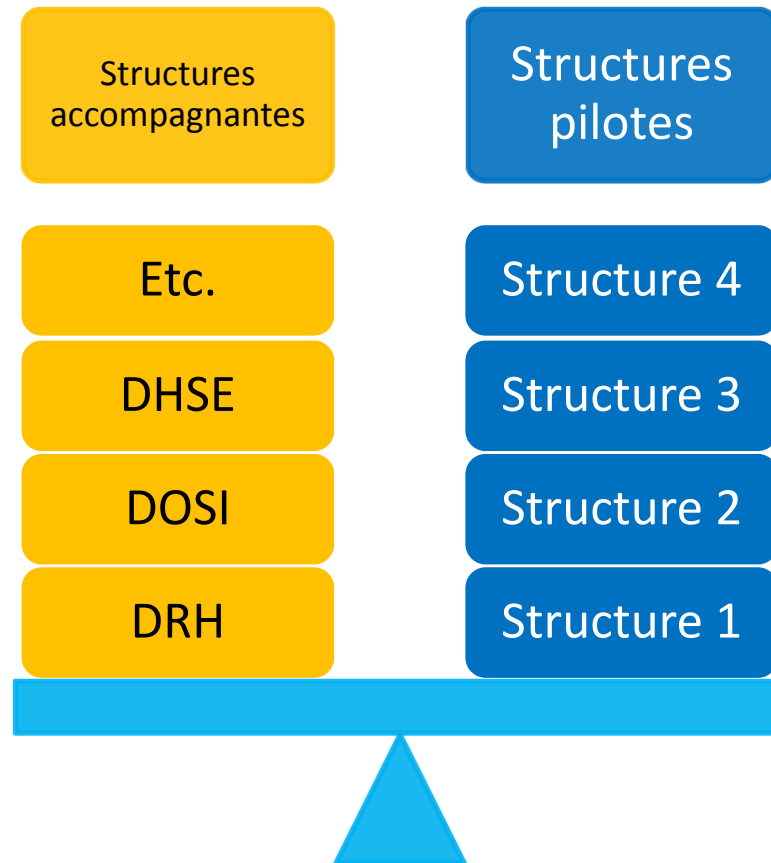 Structures
accompagnantes
Structures
pilotes
Etc.
Structure 4
DHSE
Structure 3
DOSI
Structure 2
DRH
Structure 1